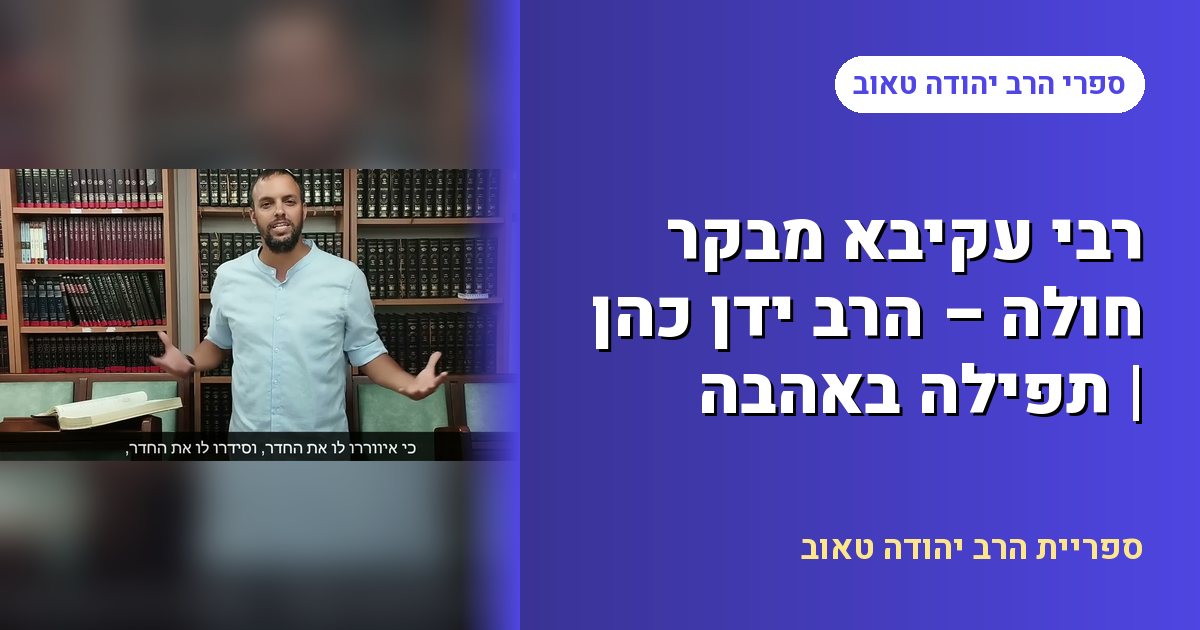 ספרי הרב יהודה טאוב
רבי עקיבא מבקר
חולה – הרב ידן כהן
| תפילה באהבה
ספריית הרב יהודה טאוב
כי איווררו לו את החדר, וסידרו לו את החדר,